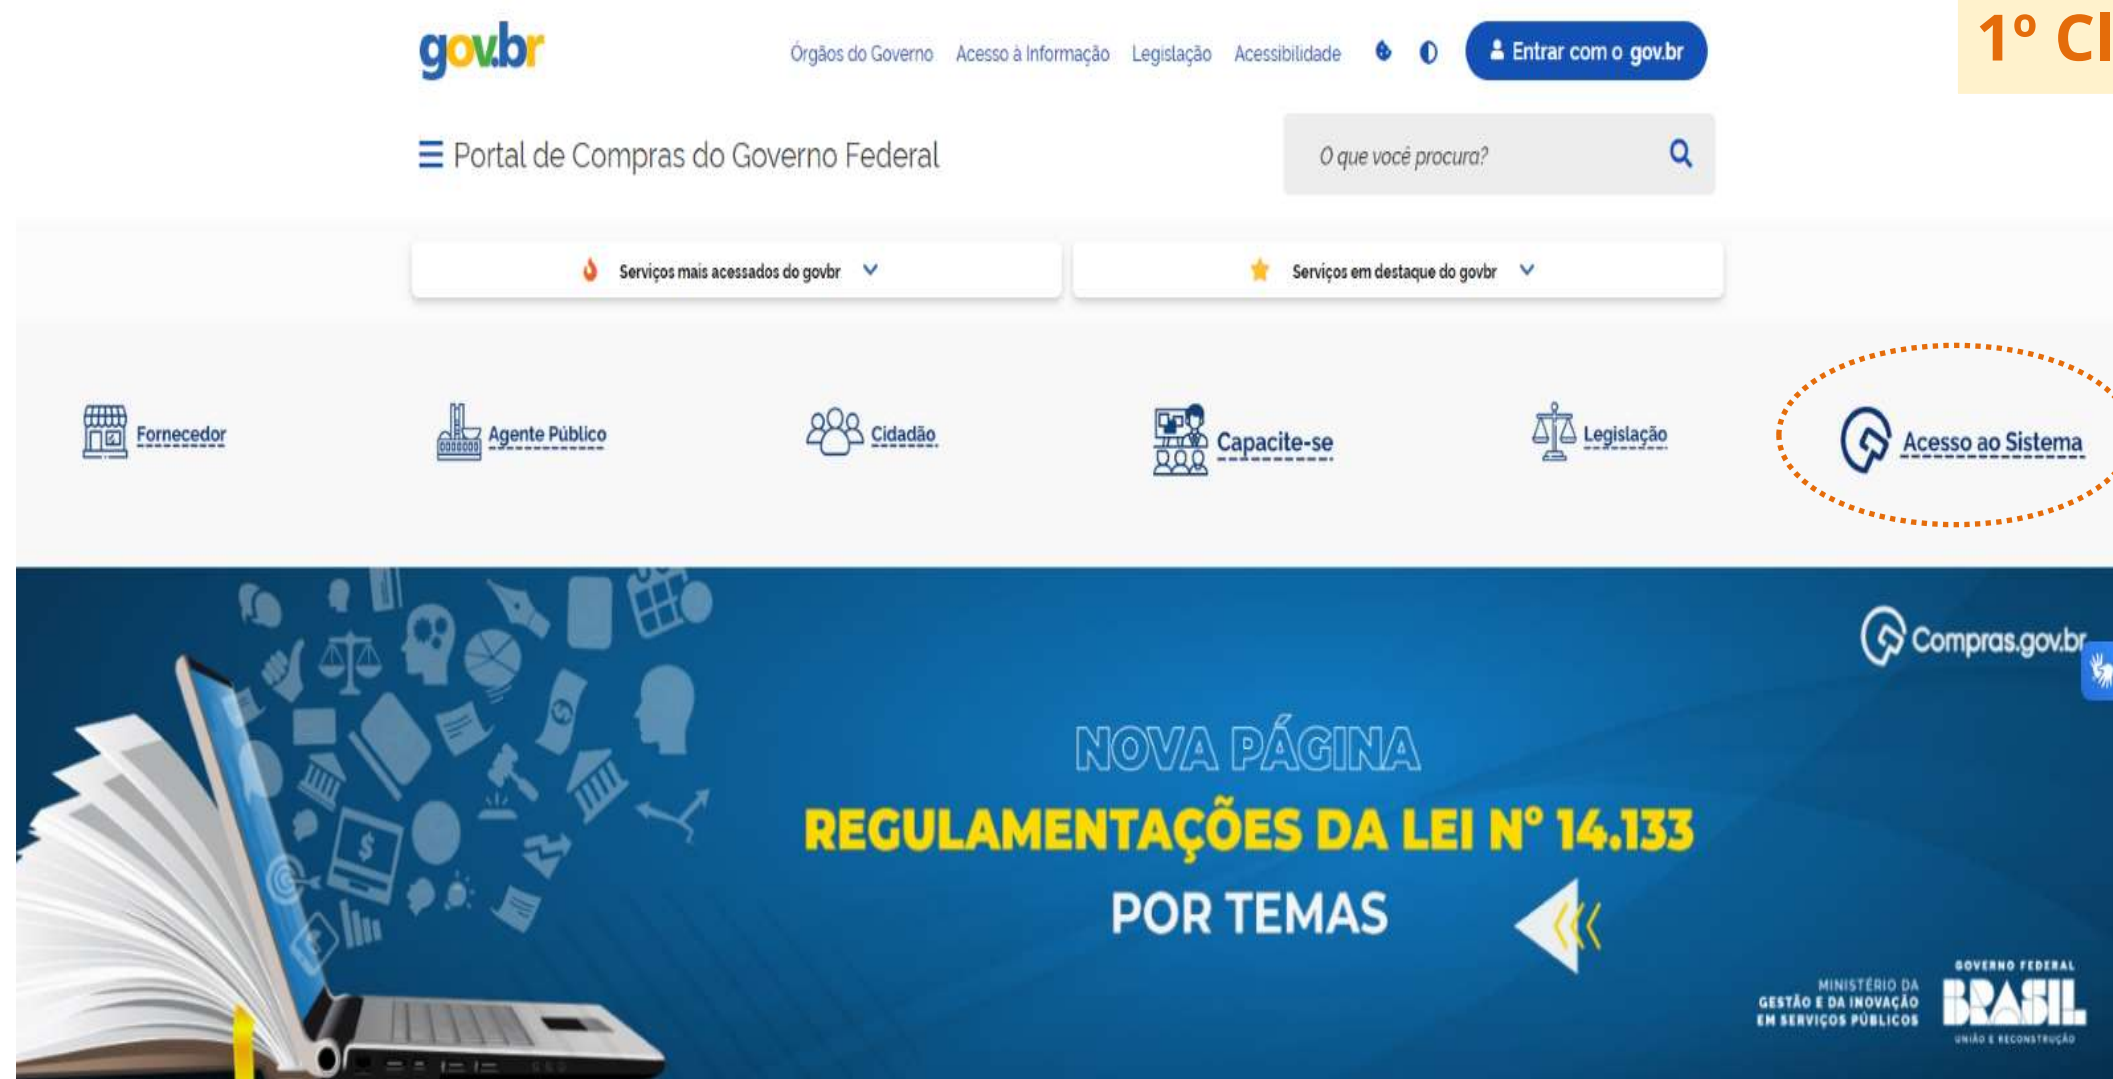 gov.br
Órgãos do Governo Acesso à Informação Legislação Acessibilidade Entrar com o gov.br
1º Cl
Portal de Compras do Governo Federal
O que você procura?
Serviços mais acessados do govbr
Serviços em destaque do govbr
Fornecedor
Agente Público
Cidadão
Capacite-se
Legislação
Acesso ao Sistema
Compras.gov.br
NOVA PÁGINA
REGULAMENTAÇÕES DA LEI Nº 14.133
POR TEMAS
MINISTÉRIO DA
GESTÃO E DA INOVAÇÃO
EM SERVIÇOS PÚBLICOS
GOVERNO FEDERAL
BRASIL
UNIÃO E RECONSTRUÇÃO